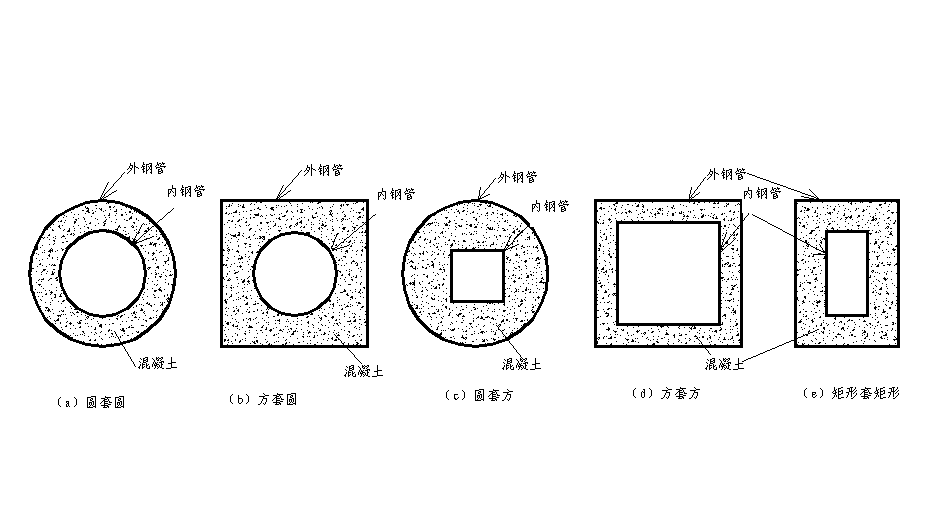 外钢管
内钢管
混凝土
(a)圆套圆
外钢管
内钢管
混凝土
(b)方套圆
外钢管
内钢管
混凝土
(c)圆套方
外钢管
内钢管
混凝土
(d)方套方
(e)矩形套矩形